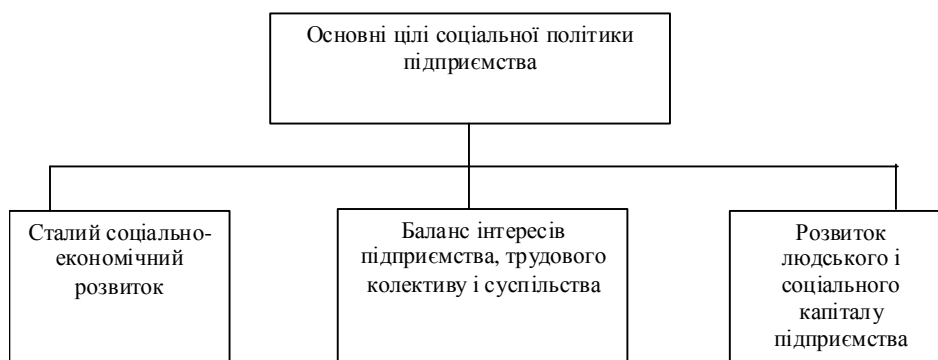 Основні цілі соціальної політики
підприємства
Сталий соціально-
економічний
розвиток
Баланс інтересів
підприємства, трудового
колективу і суспільства
Розвиток
людського і
соціального
капіталу
підприємства